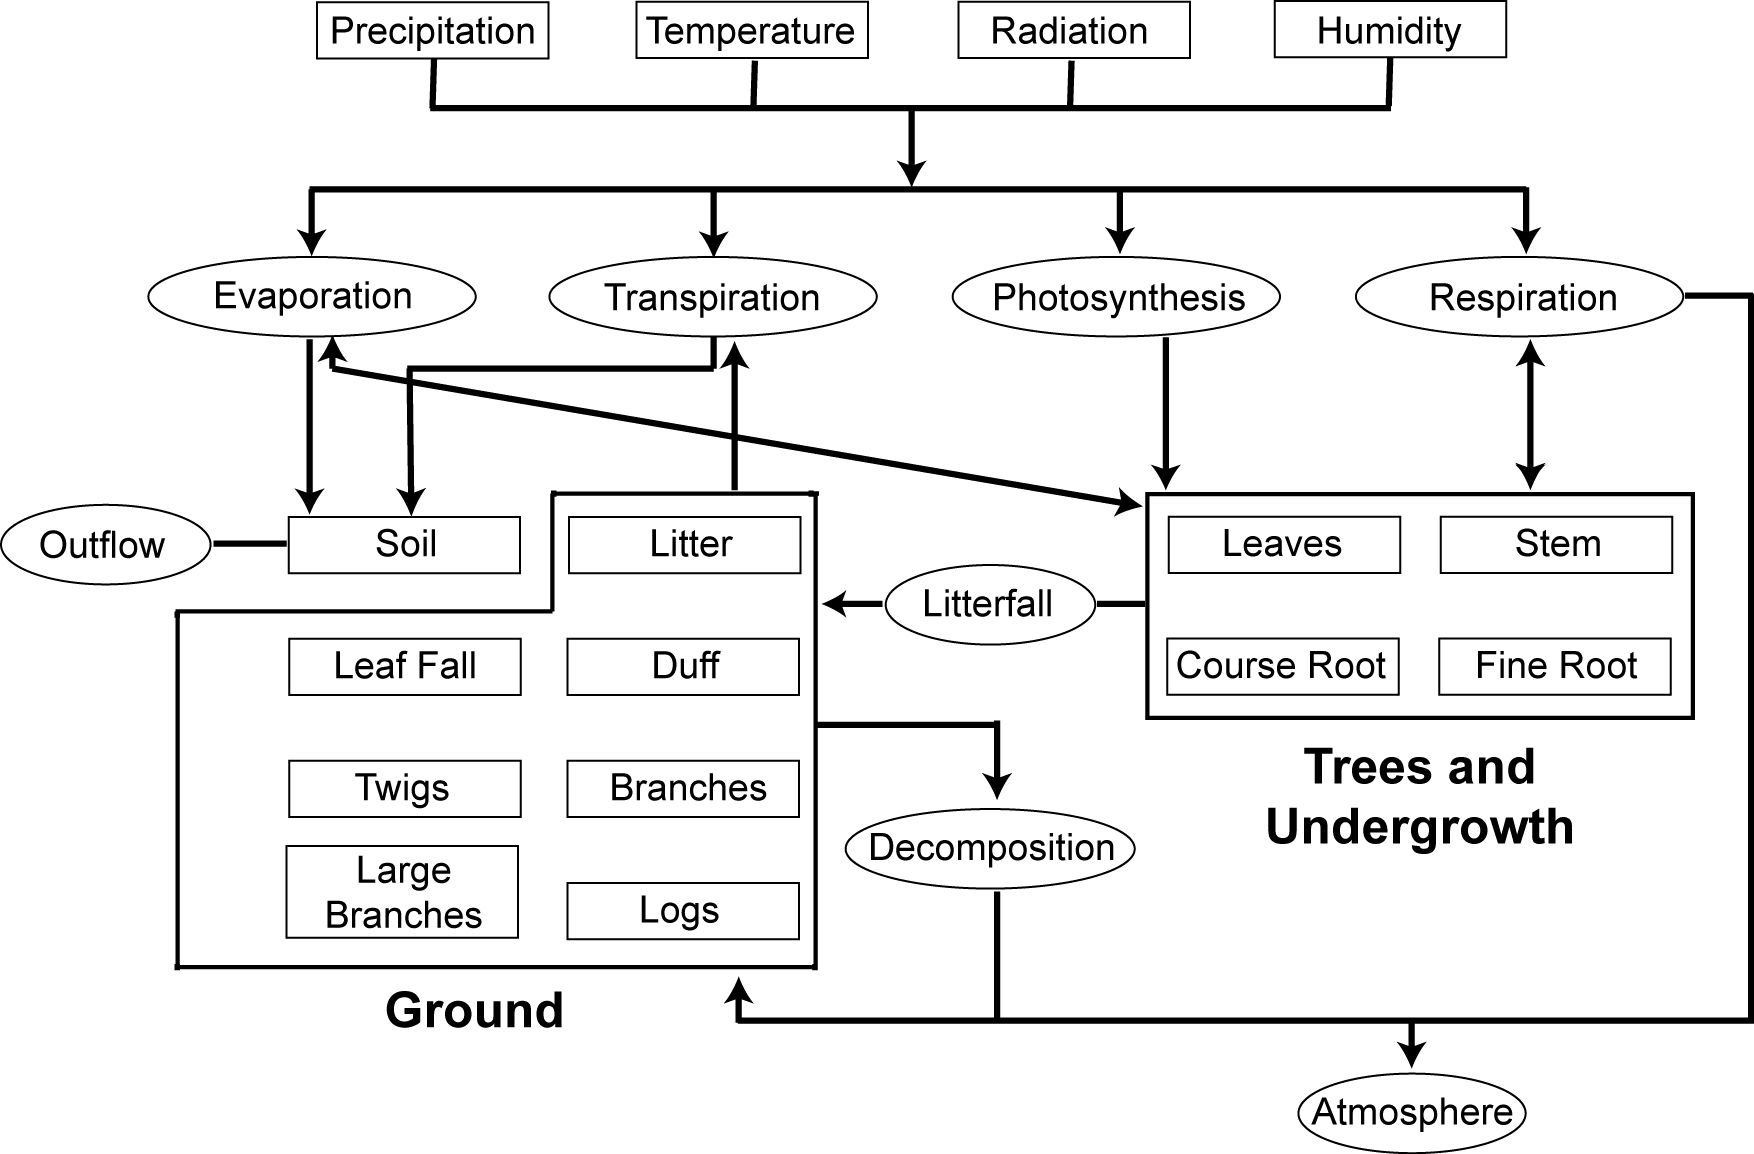 Precipitation
Temperature
Radiation
Humidity
Evaporation
Transpiration
Photosynthesis
Respiration
Outflow
Soil
Litter
Leaves
Stem
Litterfall
Leaf Fall
Duff
Course Root
Fine Root
Trees and
Undergrowth
Twigs
Branches
Decomposition
Large
Branches
Logs
Ground
Atmosphere